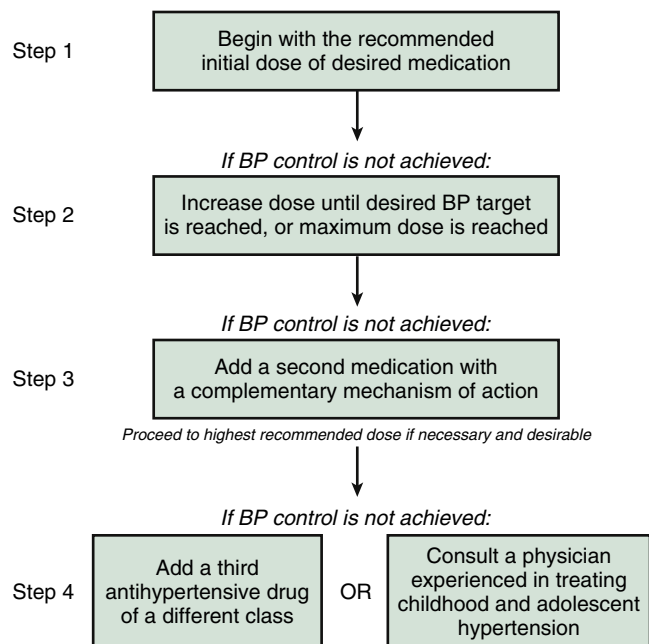 Step 1
Begin with the recommended
initial dose of desired medication
If BP control is not achieved:
Step 2
Increase dose until desired BP target
is reached, or maximum dose is reached
If BP control is not achieved:
Step 3
Add a second medication with
a complementary mechanism of action
Proceed to highest recommended dose if necessary and desirable
If BP control is not achieved:
Step 4
Add a third
antihypertensive drug
of a different class
OR
Consult a physician
experienced in treating
childhood and adolescent
hypertension